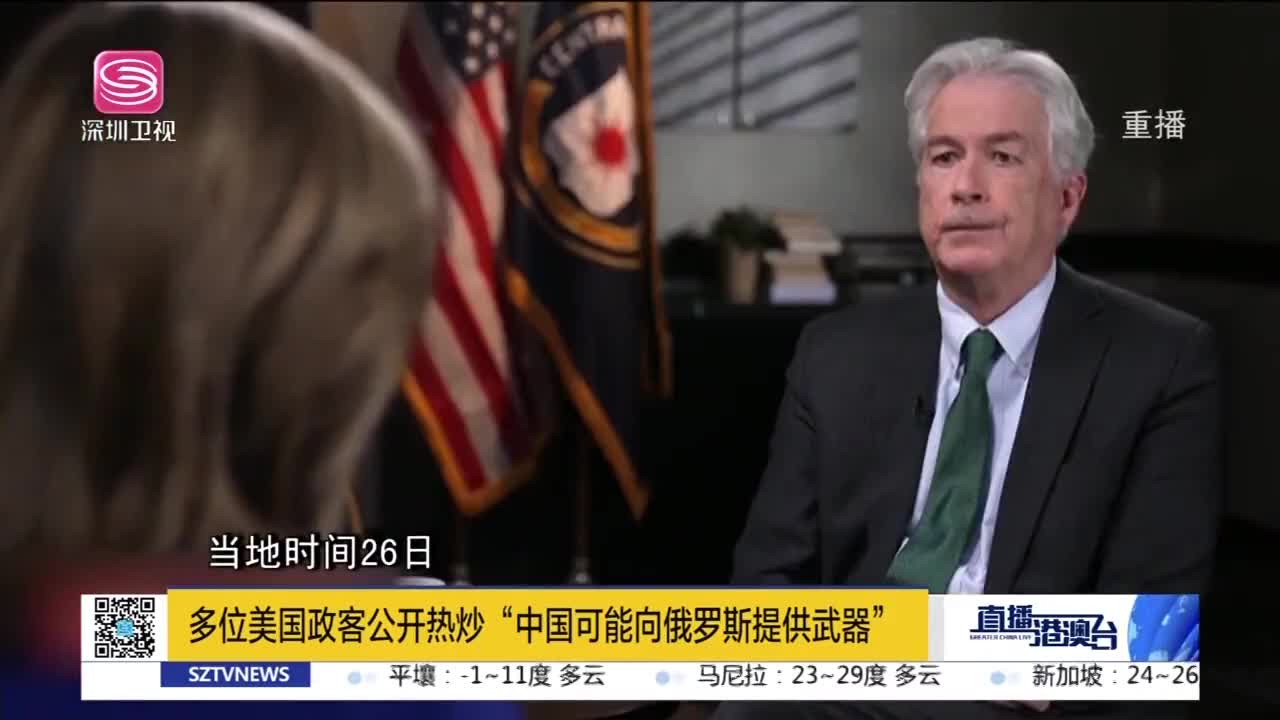 深圳卫视
重播
CENTRAL
当地时间26日
多位美国政客公开热炒“中国可能向俄罗斯提供武器”
直播港澳台
GREATER CHINA LIVE
SZTVNEWS
平壤:-1~11度 多云
马尼拉:23~29度 多云
新加坡:24~26